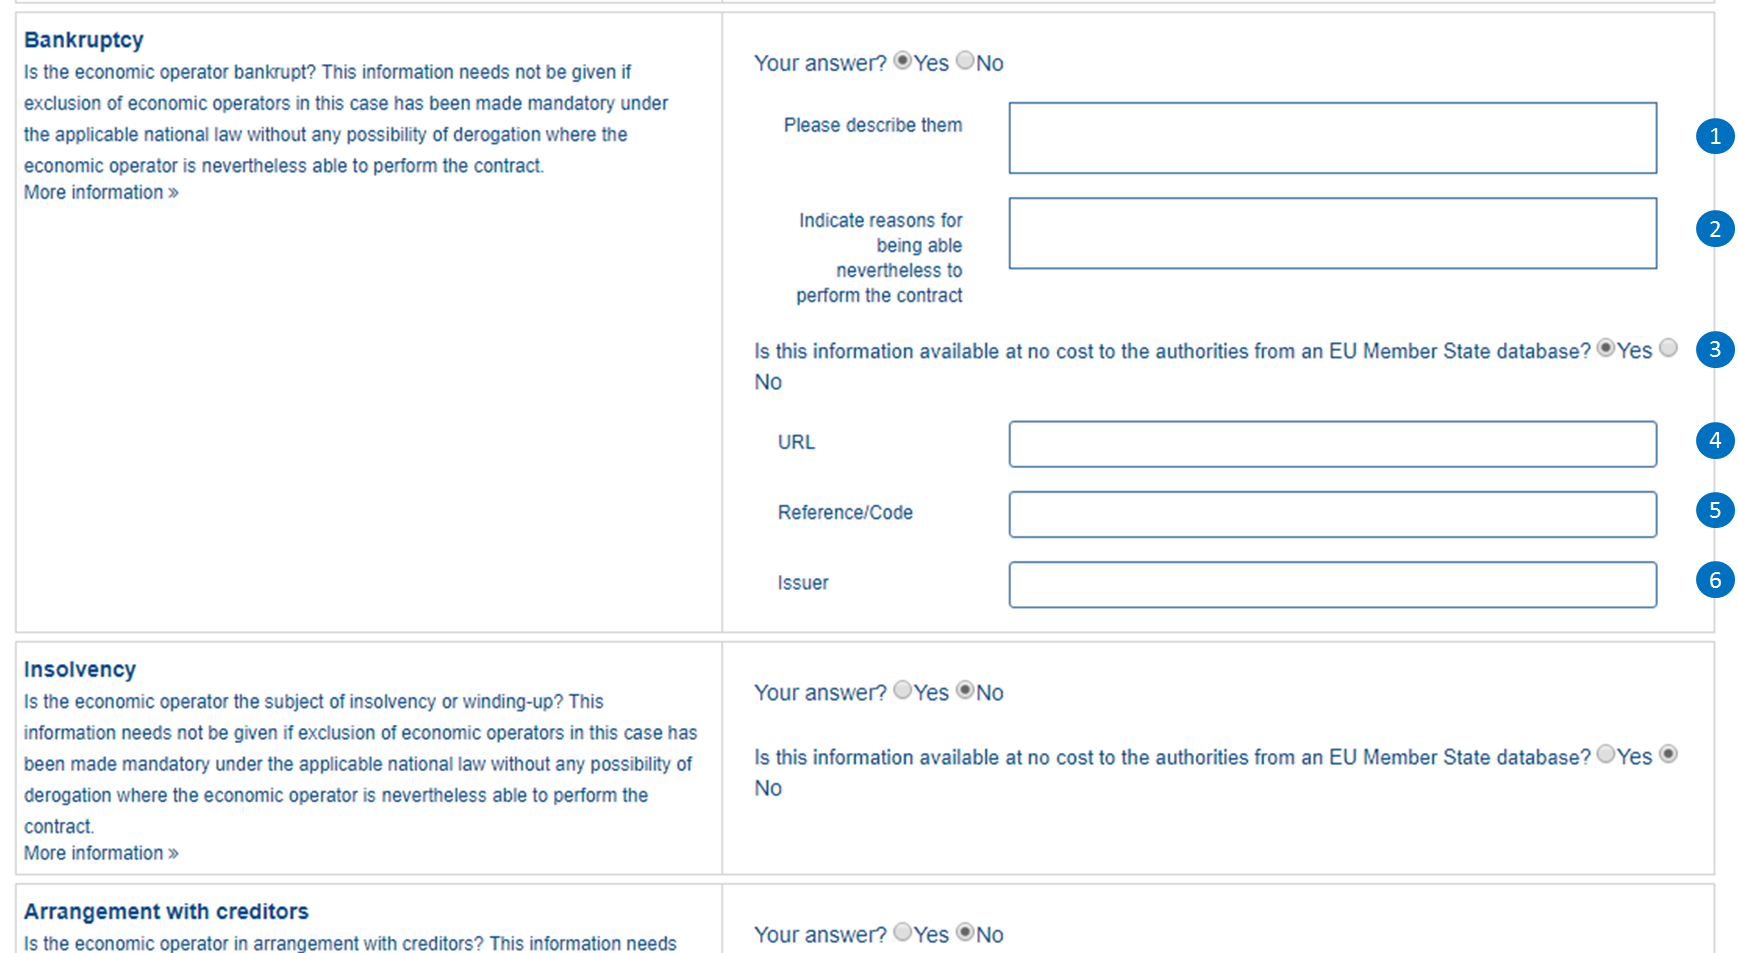 Bankruptcy
Is the economic operator bankrupt? This information needs not be given if
exclusion of economic operators in this case has been made mandatory under
the applicable national law without any possibility of derogation where the
economic operator is nevertheless able to perform the contract.
More information »
Your answer? Yes No
Please describe them
1
Indicate reasons for
being able
nevertheless to
perform the contract
2
Is this information available at no cost to the authorities from an EU Member State database? Yes
No
3
URL
4
Reference/Code
5
Issuer
6
Insolvency
Is the economic operator the subject of insolvency or winding-up? This
information needs not be given if exclusion of economic operators in this case has
been made mandatory under the applicable national law without any possibility of
derogation where the economic operator is nevertheless able to perform the
contract.
More information »
Your answer? Yes No
Is this information available at no cost to the authorities from an EU Member State database? Yes
No
Arrangement with creditors
Is the economic operator in arrangement with creditors? This information needs
Your answer? Yes No